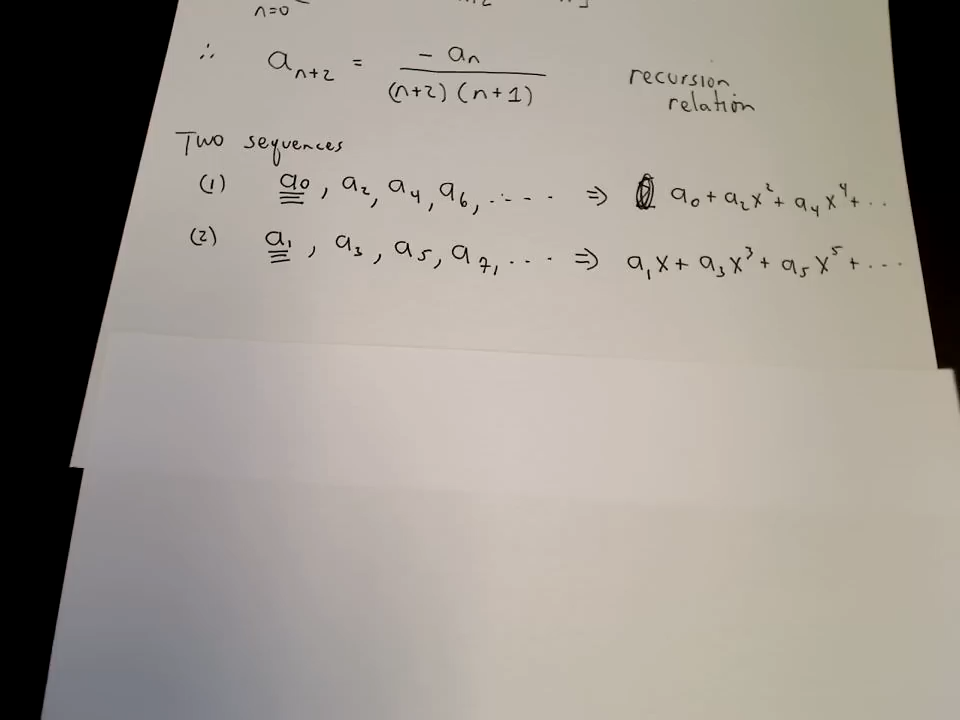 n=0
∴ a_{n+2} = -a_n / (n+2)(n+1) recursion relation
Two sequences
(1) a_0, a_2, a_4, a_6, ..... ⇒ a_0 + a_2x^2 + a_4x^4 + ..
(2) a_1, a_3, a_5, a_7, ... ⇒ a_1x + a_3x^3 + a_5x^5 + ....